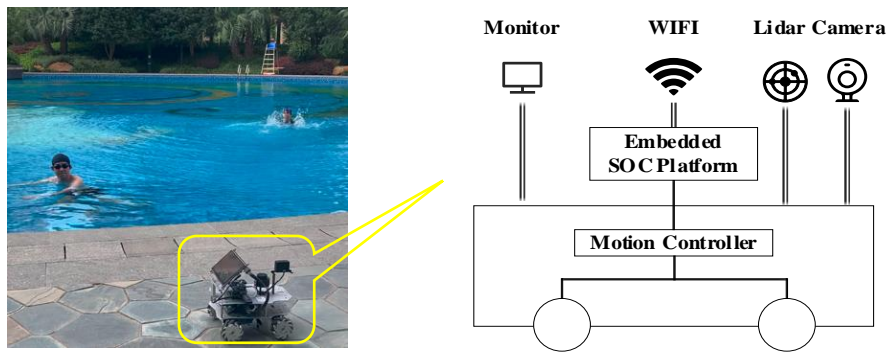 Monitor
WIFI
Lidar Camera
Embedded
SOC Platform
Motion Controller